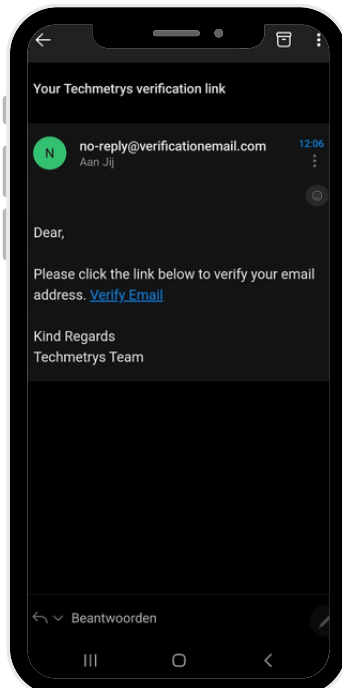 Your Techmetrys verification link
N
no-reply@verificationemail.com
12:06
Aan Jij
Dear,
Please click the link below to verify your email
address. Verify Email
Kind Regards
Techmetrys Team
Beantwoorden